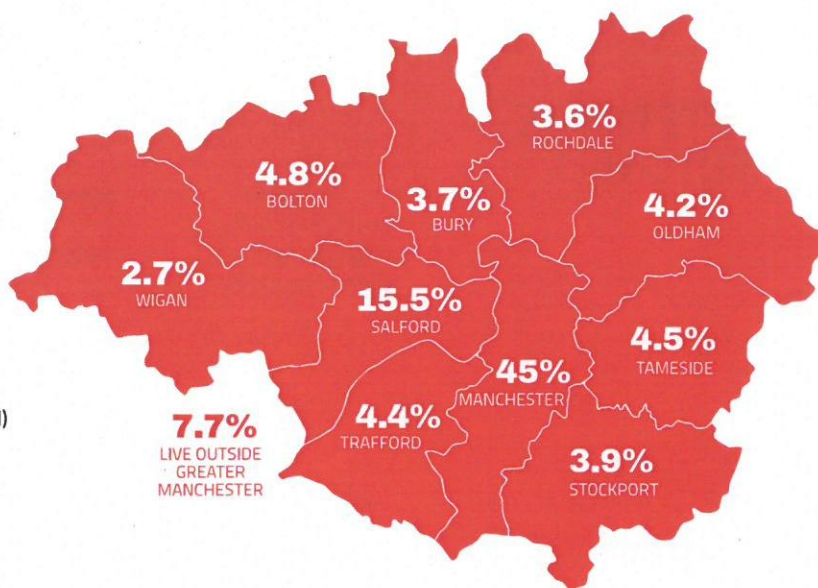 3.6%
ROCHDALE
4.8%
BOLTON
3.7%
BURY
4.2%
OLDHAM
2.7%
WIGAN
15.5%
SALFORD
4.5%
TAMESIDE
45%
MANCHESTER
4.4%
TRAFFORD
7.7%
LIVE OUTSIDE
GREATER
MANCHESTER
3.9%
STOCKPORT
)